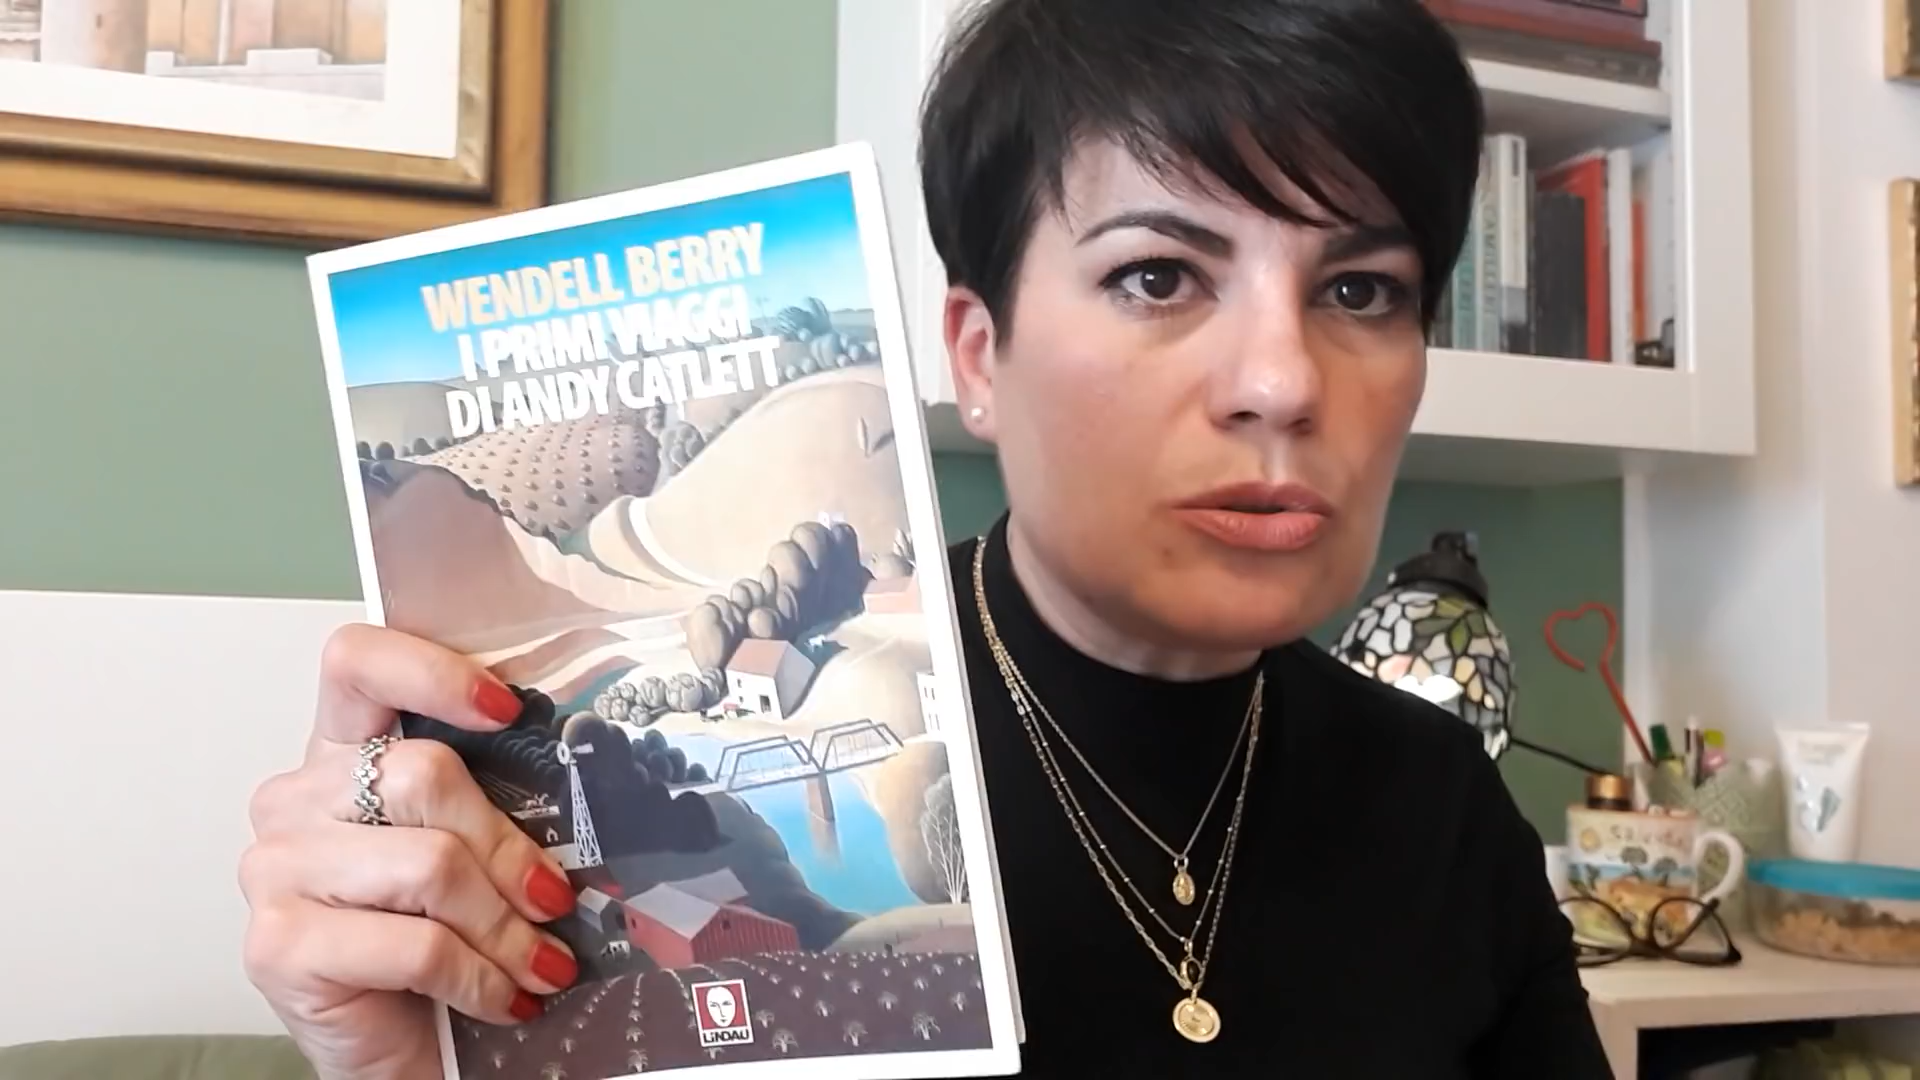 WENDELL BERRY
I PRIMI VIAGGI
DI ANDY CATLETT
LINDAU